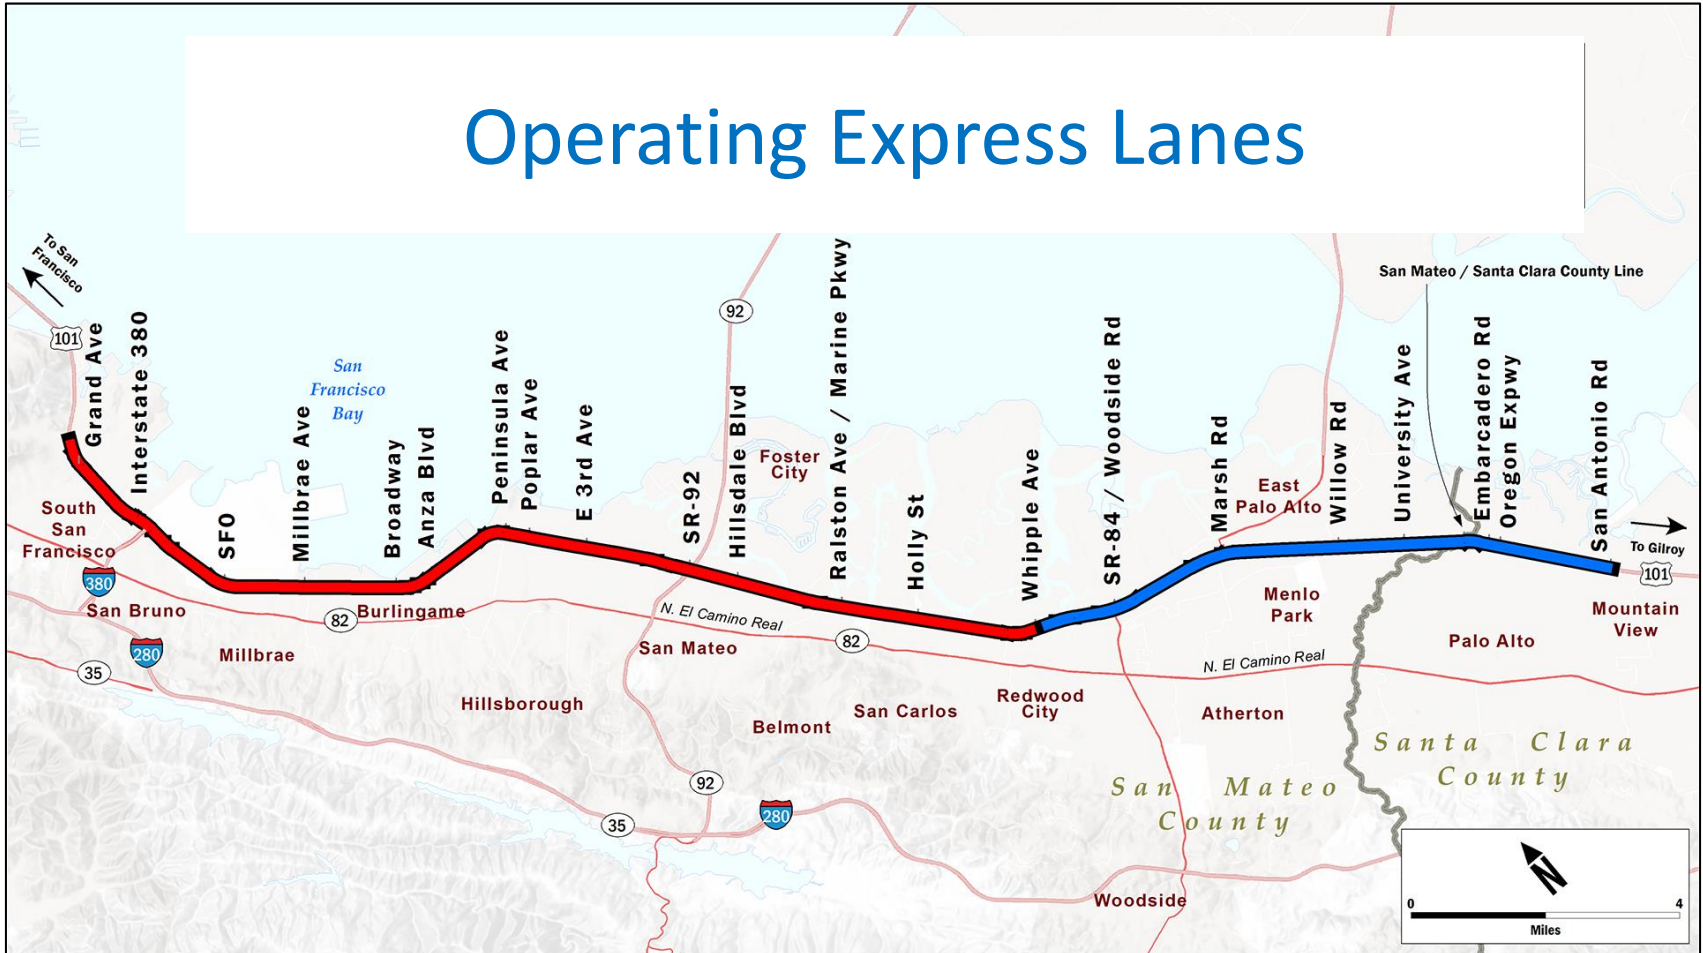 Operating Express Lanes
To San
Francisco
101
Grand Ave
Interstate 380
SFO
Millbrae Ave
Broadway
Anza Blvd
Peninsula Ave
Poplar Ave
E 3rd Ave
SR-92
Hillsdale Blvd
Ralston Ave / Marine Pkwy
Holly St
Whipple Ave
SR-84 / Woodside Rd
Marsh Rd
Willow Rd
University Ave
Embarcadero Rd
Oregon Expwy
San Antonio Rd
San Mateo / Santa Clara County Line
To Gilroy
101
92
San
Francisco
Bay
Foster
City
East
Palo Alto
South
San
Francisco
380
San Bruno
280
35
Millbrae
82
Burlingame
Hillsborough
N. El Camino Real
San Mateo
82
Belmont
San Carlos
Redwood
City
N. El Camino Real
Atherton
Menlo
Park
Palo Alto
Mountain
View
Santa Clara
County
San Mateo
County
92
35
280
Woodside
N
0 4
Miles